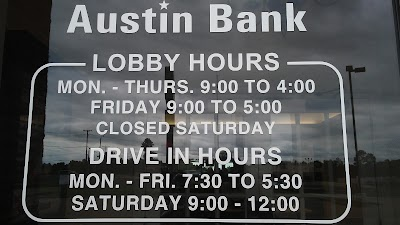 Austin Bank
LOBBY HOURS
MON. - THURS. 9:00 TO 4:00
FRIDAY 9:00 TO 5:00
CLOSED SATURDAY
DRIVE IN HOURS
MON. - FRI. 7:30 TO 5:30
SATURDAY 9:00 - 12:00